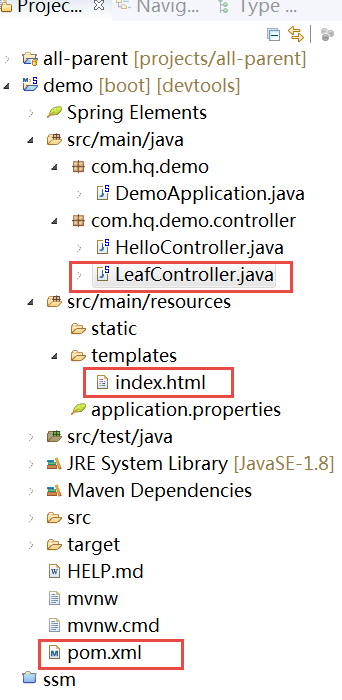 Projec...
Navig...
Type ...
all-parent [projects/all-parent]
demo [boot] [devtools]
Spring Elements
src/main/java
com.hq.demo
DemoApplication.java
com.hq.demo.controller
HelloController.java
LeafController.java
src/main/resources
static
templates
index.html
application.properties
src/test/java
JRE System Library [JavaSE-1.8]
Maven Dependencies
src
target
HELP.md
mvnw
mvnw.cmd
pom.xml
ssm